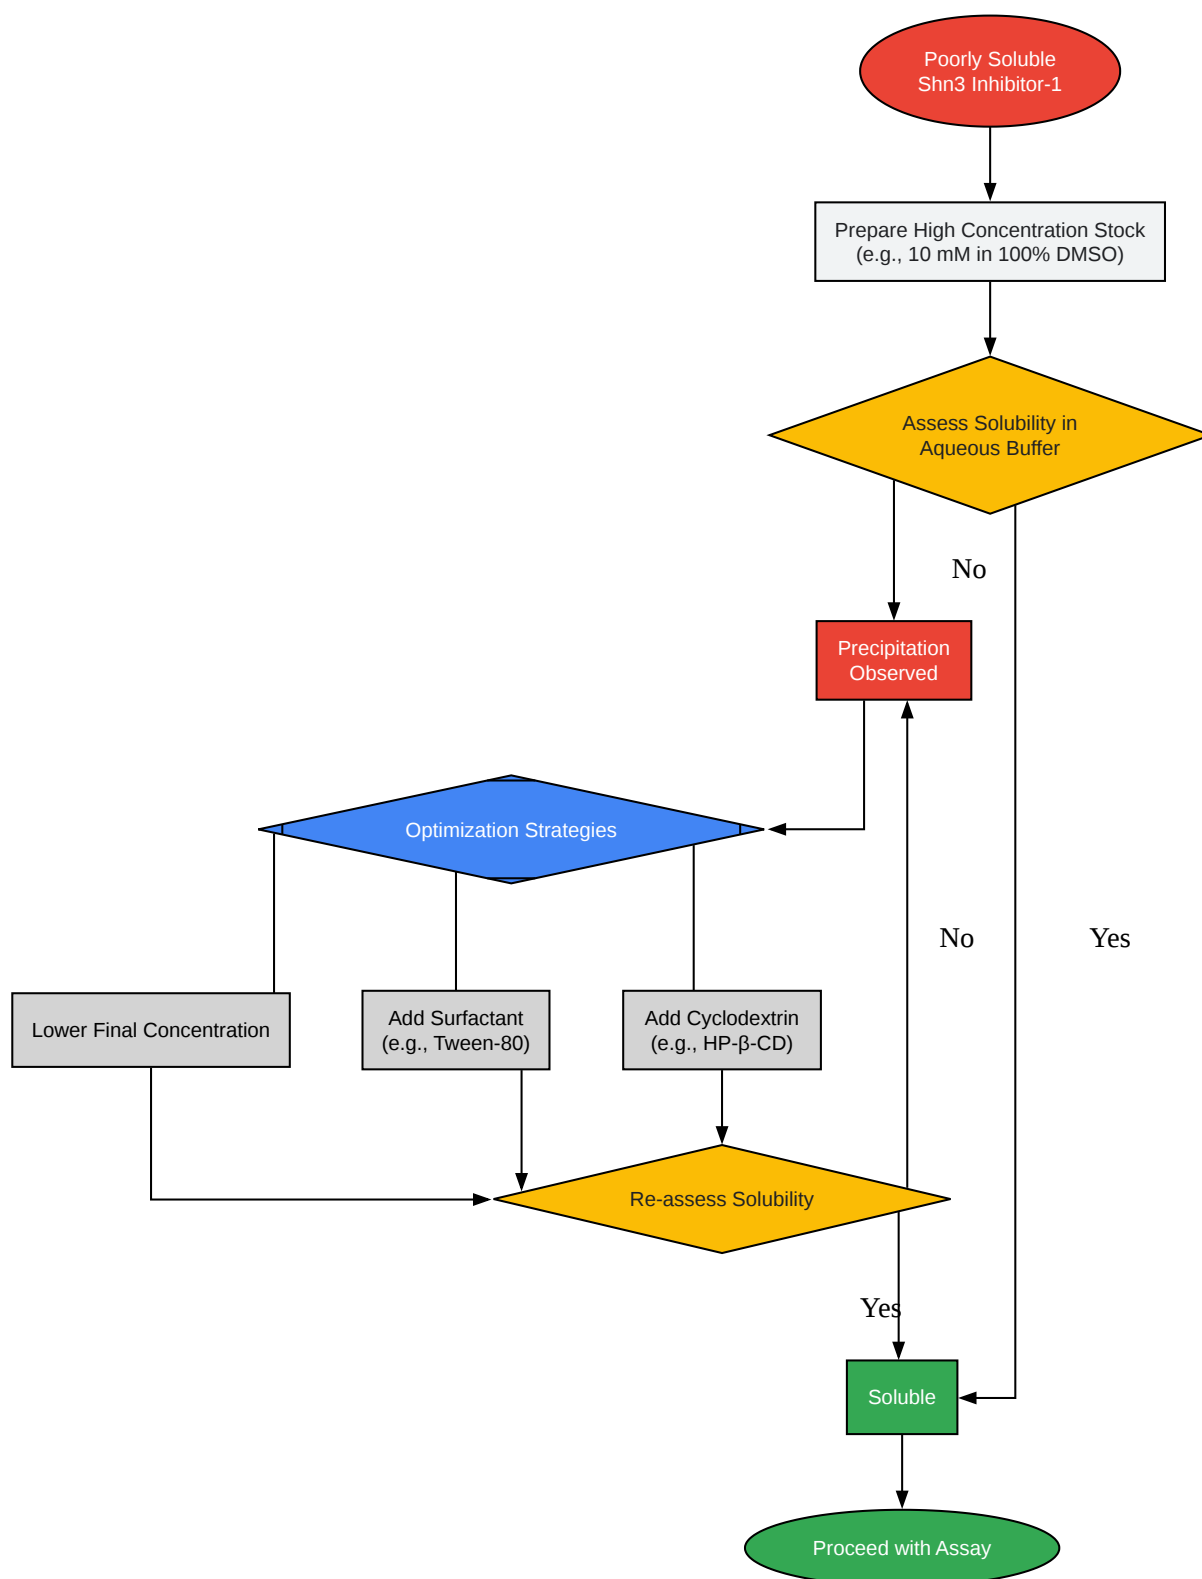 Poorly Soluble
Shn3 Inhibitor-1
Prepare High Concentration Stock
(e.g., 10 mM in 100% DMSO)
Assess Solubility in
Aqueous Buffer
No
Precipitation
Observed
Optimization Strategies
No
Yes
Lower Final Concentration
Add Surfactant
(e.g., Tween-80)
Add Cyclodextrin
(e.g., HP-β-CD)
Re-assess Solubility
Yes
Soluble
Proceed with Assay